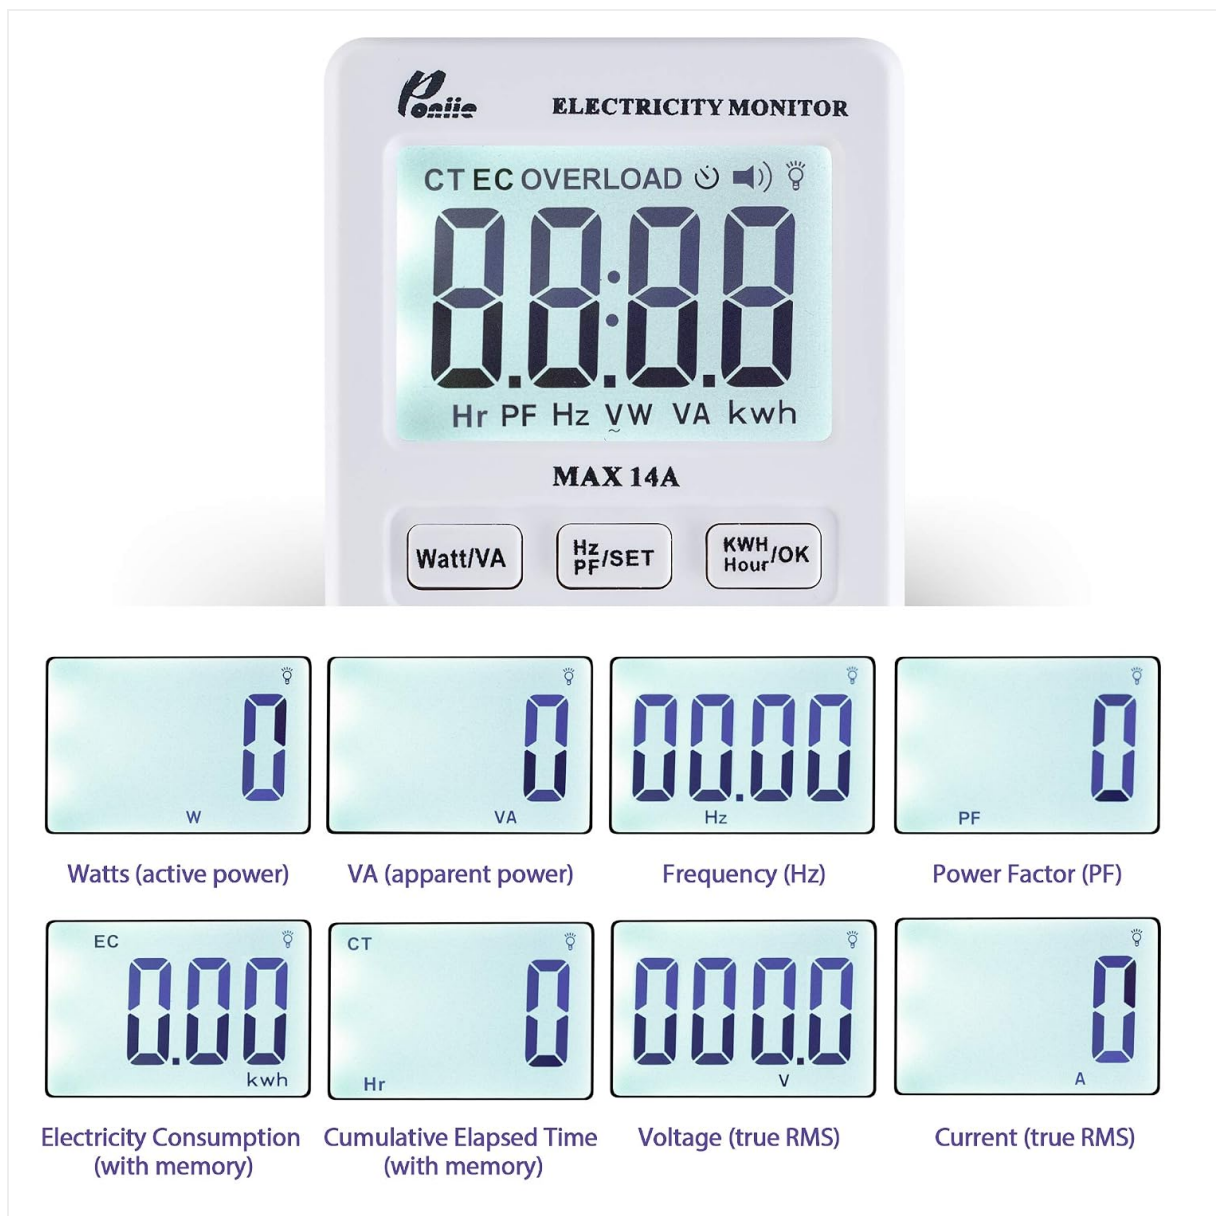 Poniie
ELECTRICITY MONITOR
CT EC OVERLOAD
88:88
Hr PF Hz VW VA kwh
MAX 14A
Watt/VA
Hz
PF/SET
KWH
Hour/OK
0
W
Watts (active power)
0
VA
VA (apparent power)
00.00
Hz
Frequency (Hz)
0
PF
Power Factor (PF)
EC
0.00
kwh
Electricity Consumption
(with memory)
CT
0
Hr
Cumulative Elapsed Time
(with memory)
000.0
V
Voltage (true RMS)
0
A
Current (true RMS)